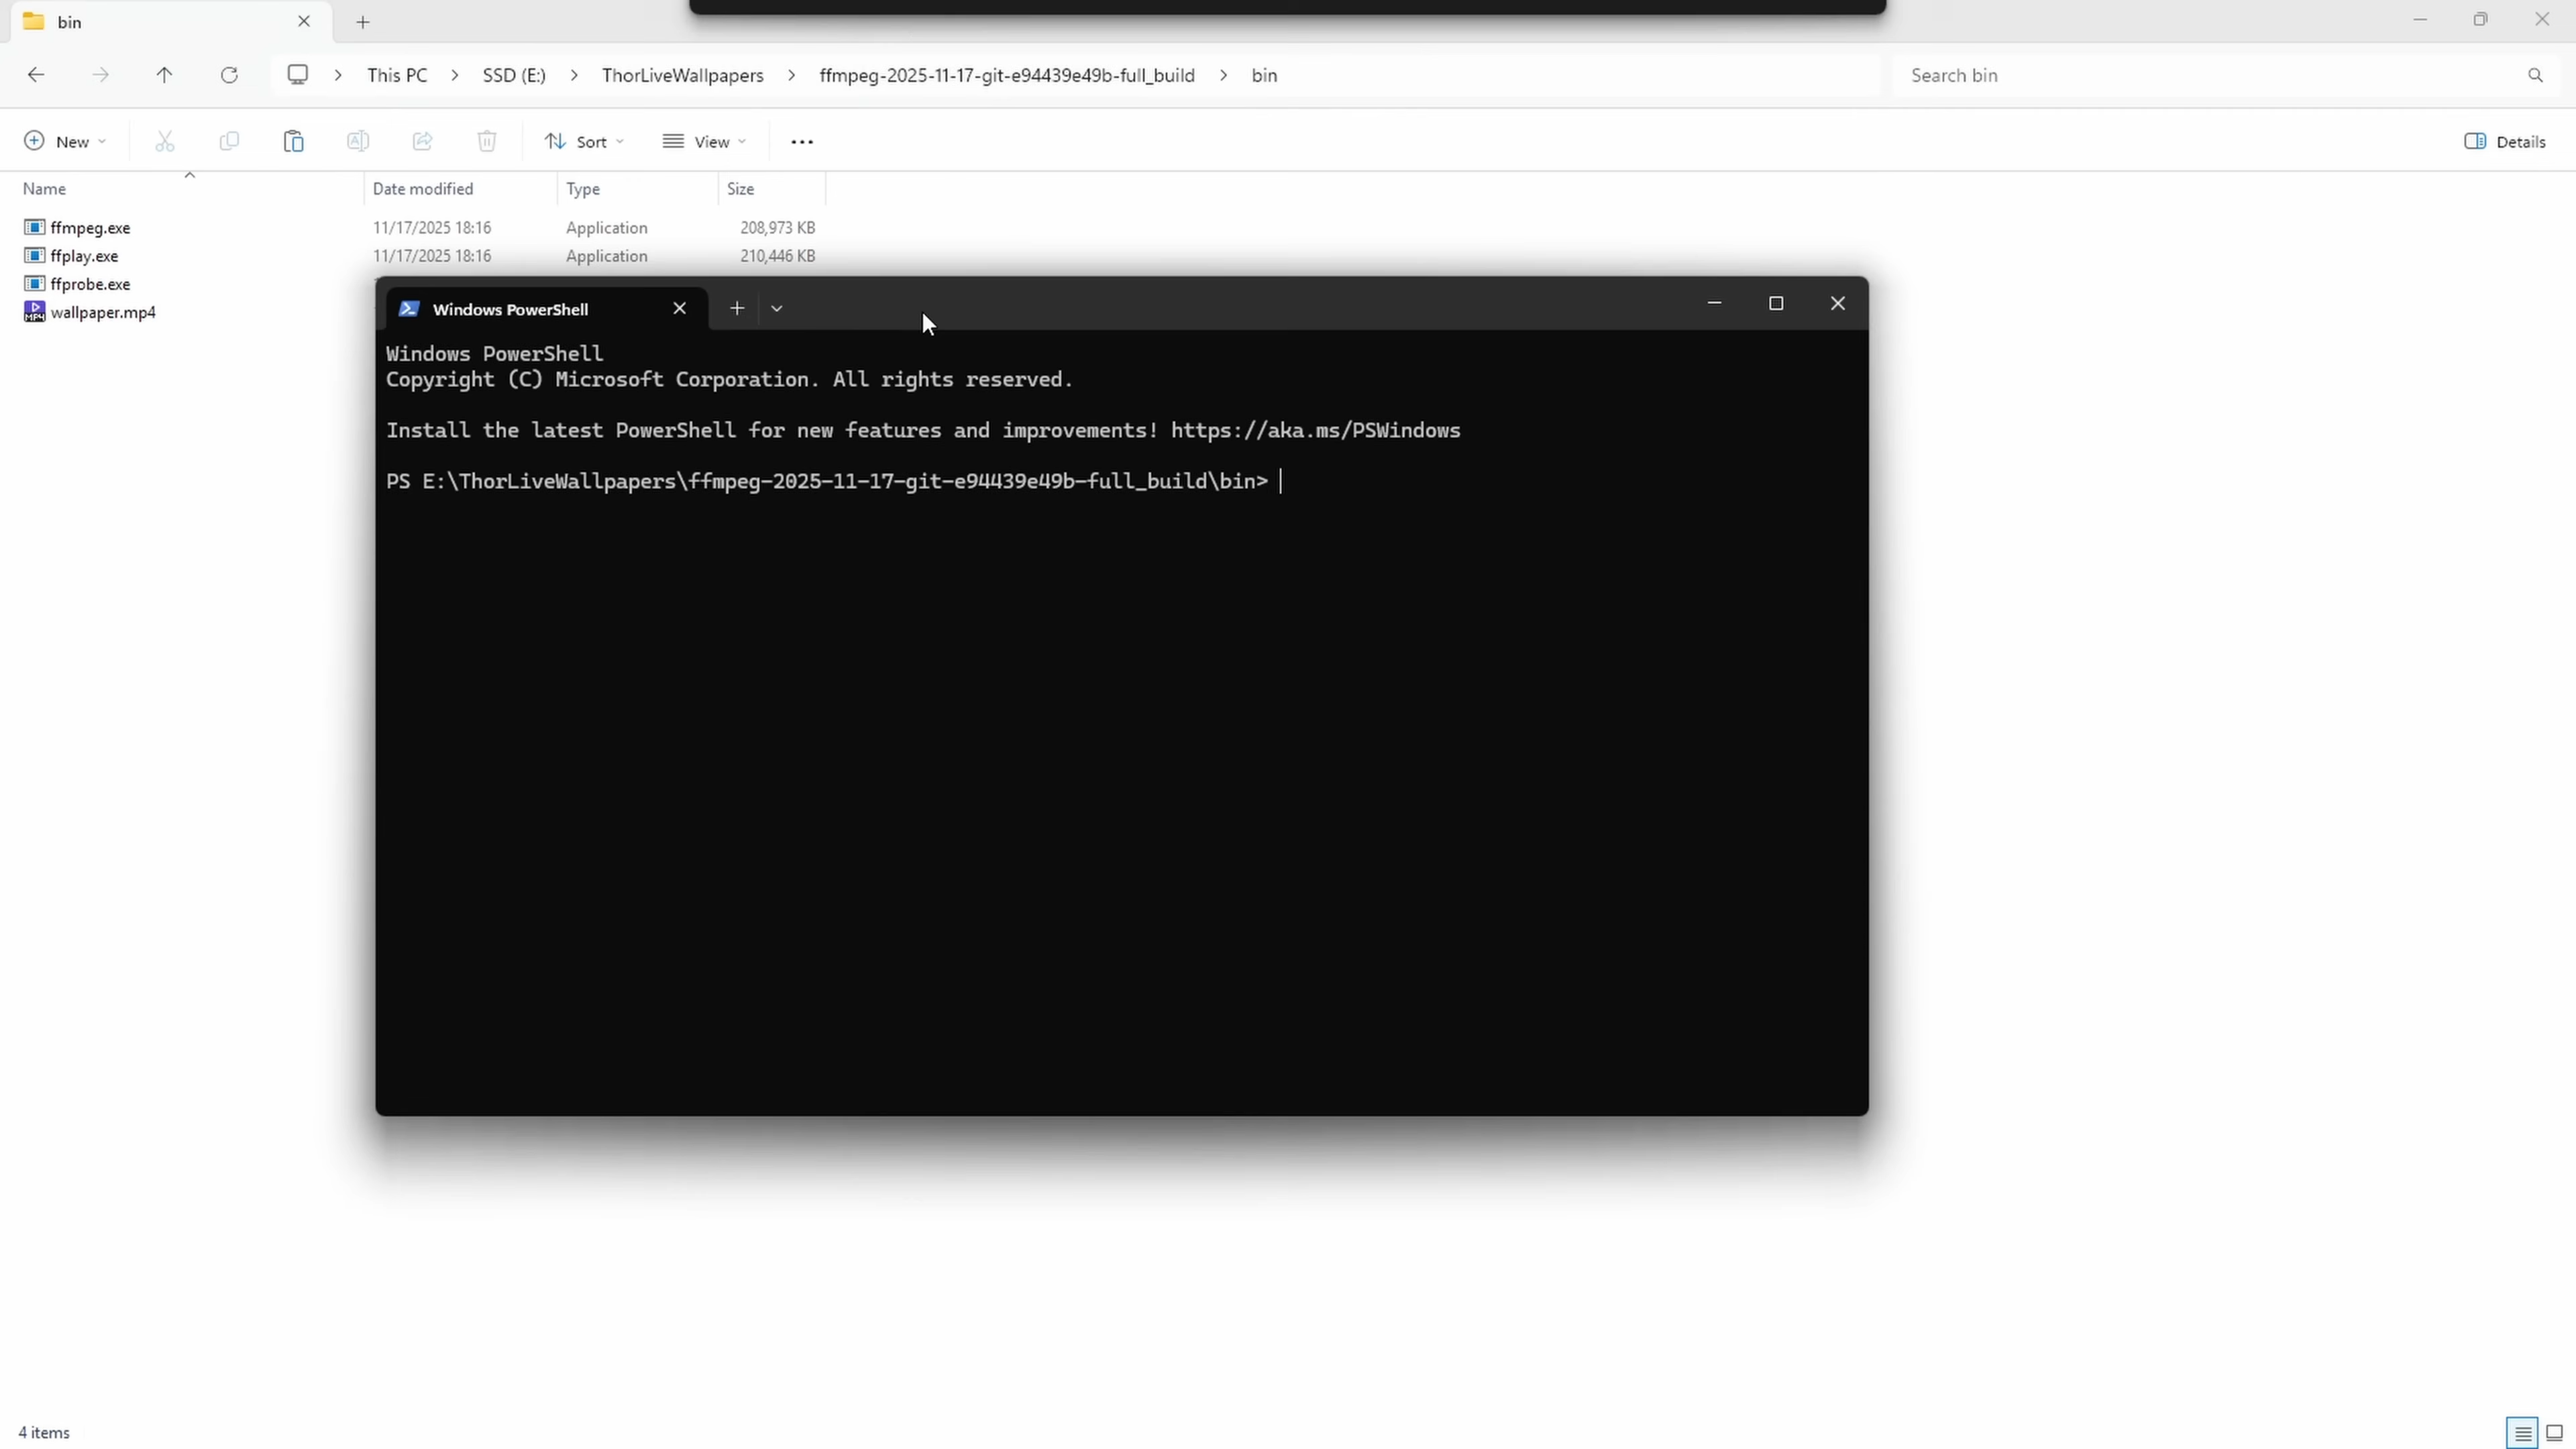 bin
This PC > SSD (E:) > ThorLiveWallpapers > ffmpeg-2025-11-17-git-e94439e49b-full_build > bin
Search bin
New
Sort
View
Details
Name Date modified Type Size
ffmpeg.exe 11/17/2025 18:16 Application 208,973 KB
ffplay.exe 11/17/2025 18:16 Application 210,446 KB
ffprobe.exe
wallpaper.mp4
Windows PowerShell
Windows PowerShell
Copyright (C) Microsoft Corporation. All rights reserved.
Install the latest PowerShell for new features and improvements! https://aka.ms/PSWindows
PS E:\ThorLiveWallpapers\ffmpeg-2025-11-17-git-e94439e49b-full_build\bin>
4 items